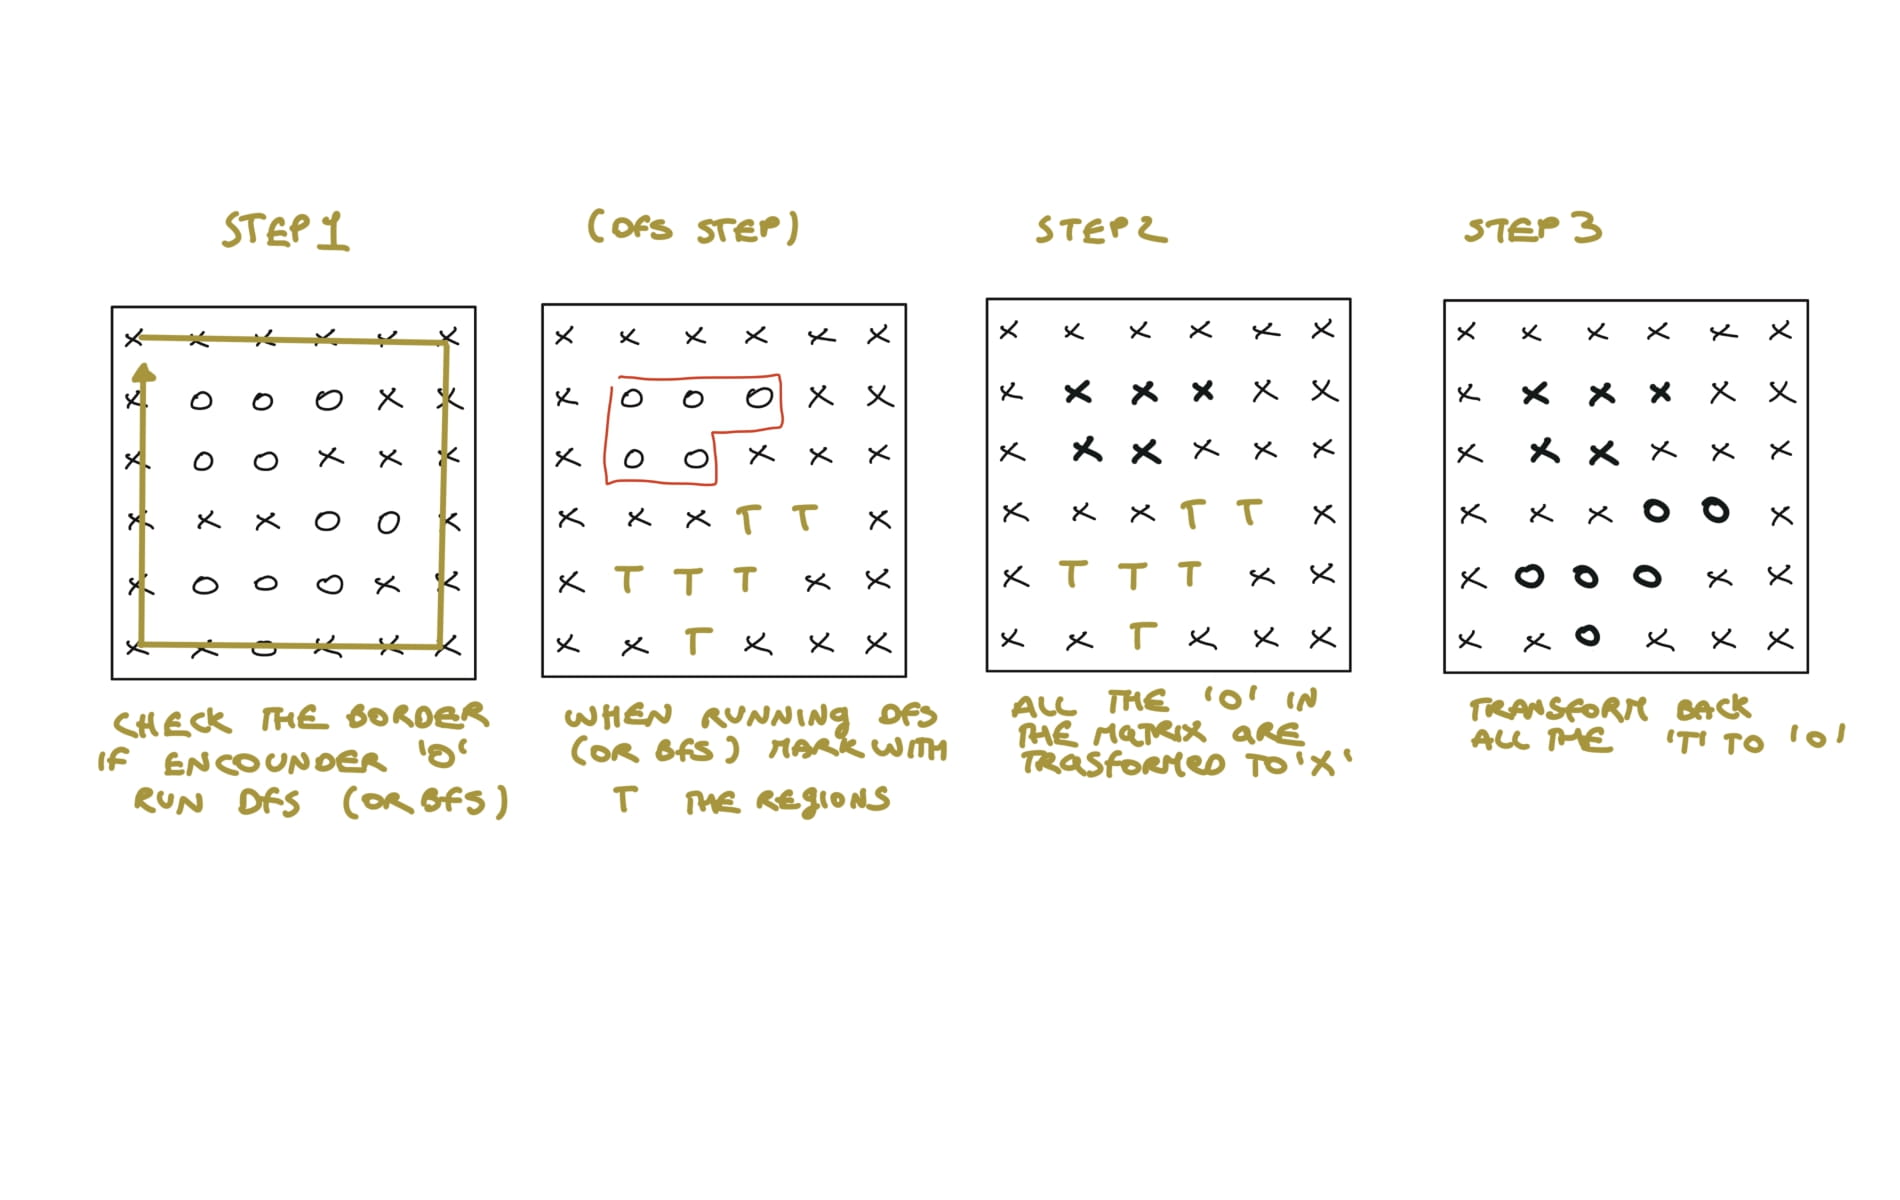 STEP 1
X X X X X X
X O O O X X
X O O X X X
X X X O O X
X O O O X X
X X O X X X
CHECK THE BORDER
IF ENCOUNDER 'O'
RUN DFS (OR BFS)
(DFS STEP)
X X X X X X
X O O O X X
X O O X X X
X X X T T X
X T T T X X
X X T X X X
WHEN RUNNING DFS
(OR BFS) MARK WITH
T THE REGIONS
STEP 2
X X X X X X
X X X X X X
X X X X X X
X X X T T X
X T T T X X
X X T X X X
ALL THE 'O' IN
THE MATRIX ARE
TRASFORMED TO 'X'
STEP 3
X X X X X X
X X X X X X
X X X X X X
X X X O O X
X O O O X X
X X O X X X
TRANSFORM BACK
ALL THE 'T' TO 'O'